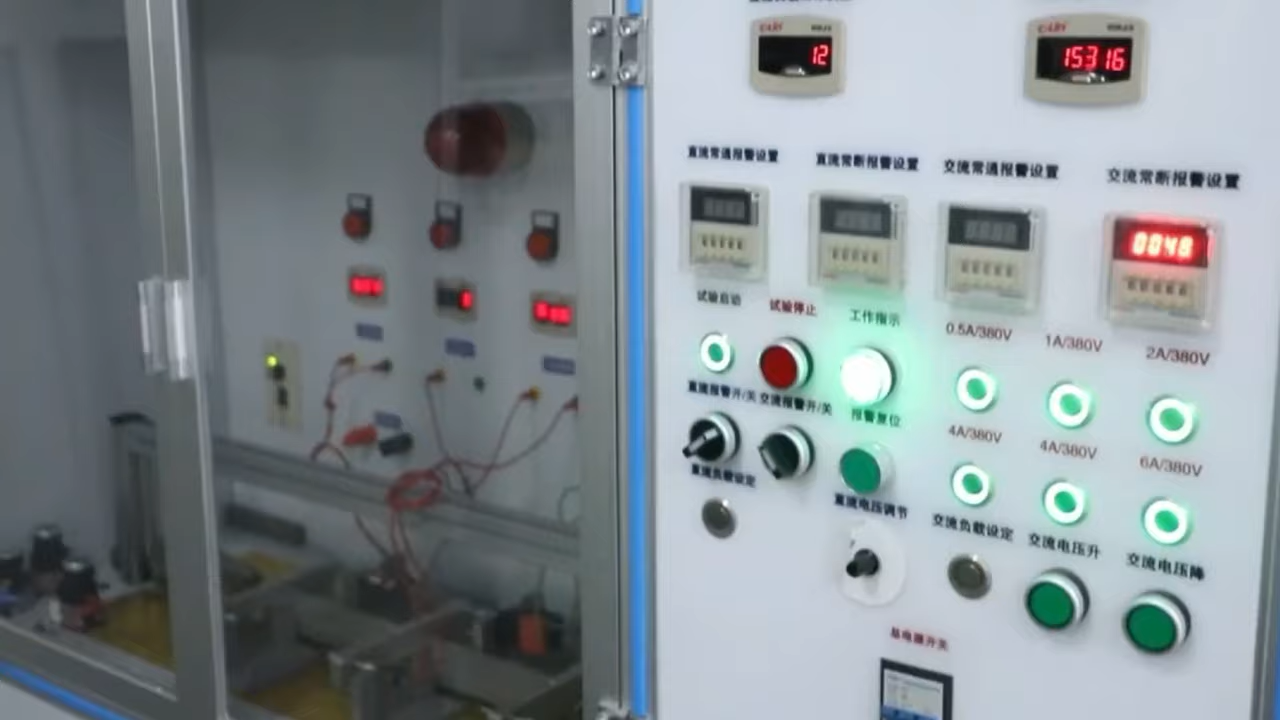 12
15316
直流常通报警设置
直流常断报警设置
交流常通报警设置
交流常断报警设置
0048
试验启动
试验停止
工作指示
0.5A/380V
1A/380V
2A/380V
直流报警开/关
交流报警开/关
报警复位
4A/380V
4A/380V
6A/380V
直流负载设定
直流电压调节
交流负载设定
交流电压升
交流电压降
总电源开关